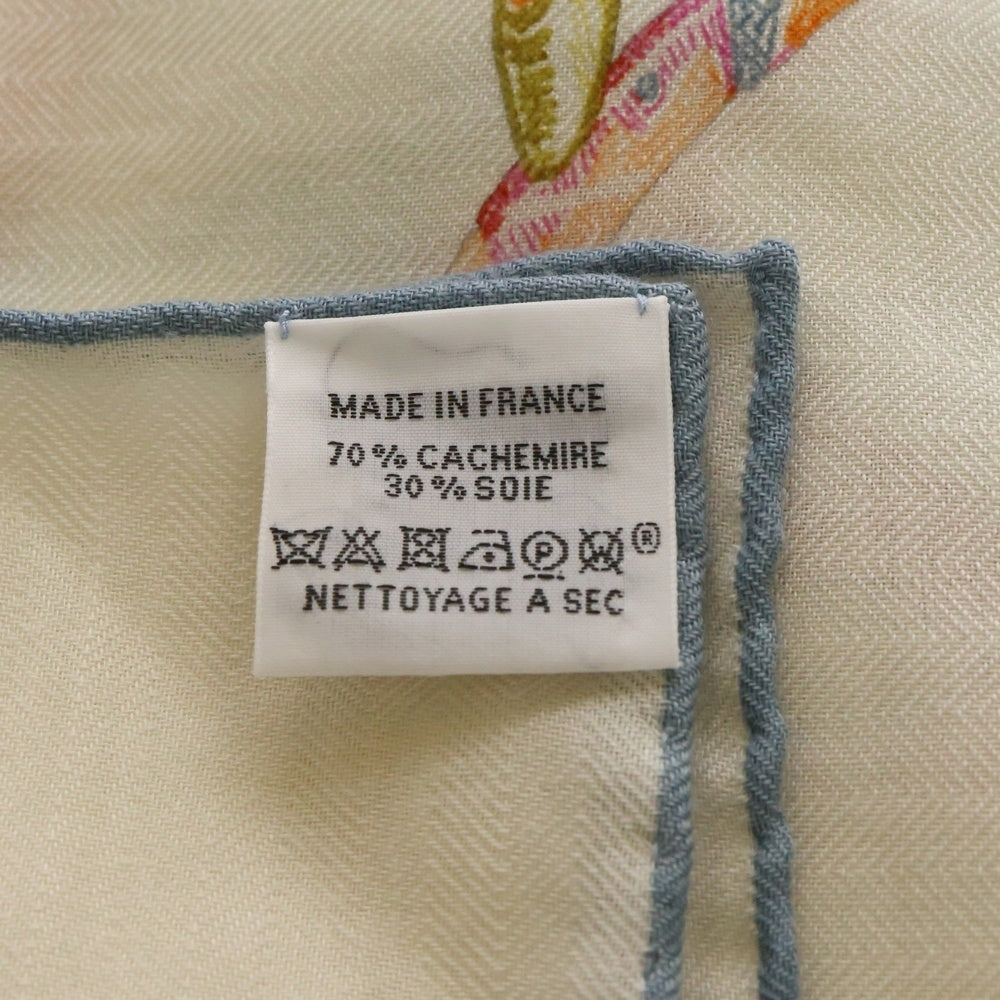 MADE IN FRANCE
70% CACHEMIRE
30% SOIE
P W ®
NETTOYAGE A SEC